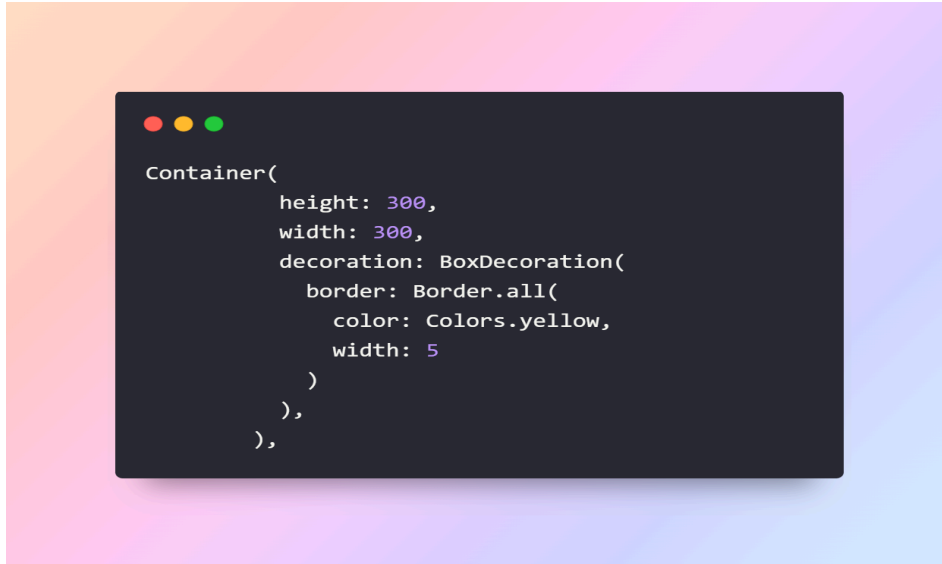 Container(
          height: 300,
          width: 300,
          decoration: BoxDecoration(
            border: Border.all(
              color: Colors.yellow,
              width: 5
            )
          ),
        ),